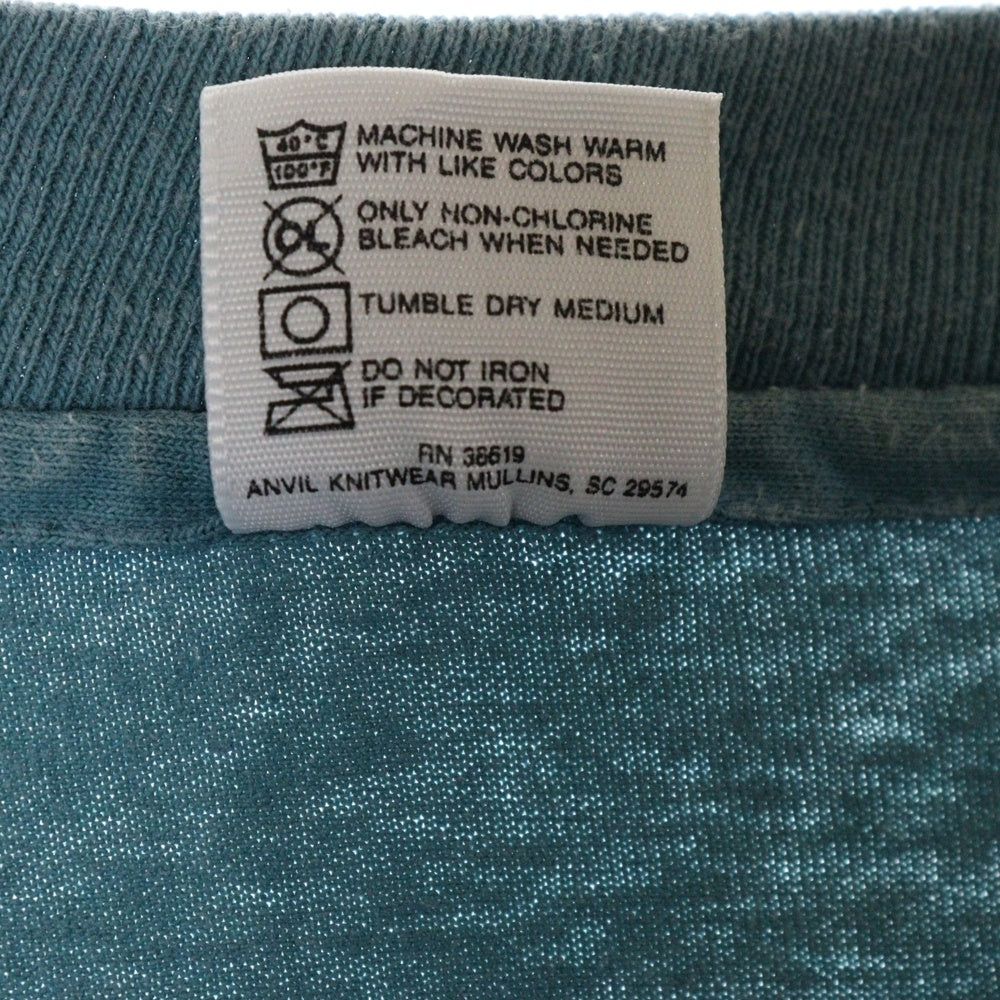 40°C
100°F
MACHINE WASH WARM
WITH LIKE COLORS
CL
ONLY NON-CHLORINE
BLEACH WHEN NEEDED
TUMBLE DRY MEDIUM
DO NOT IRON
IF DECORATED
RN 38619
ANVIL KNITWEAR MULLINS, SC 29574